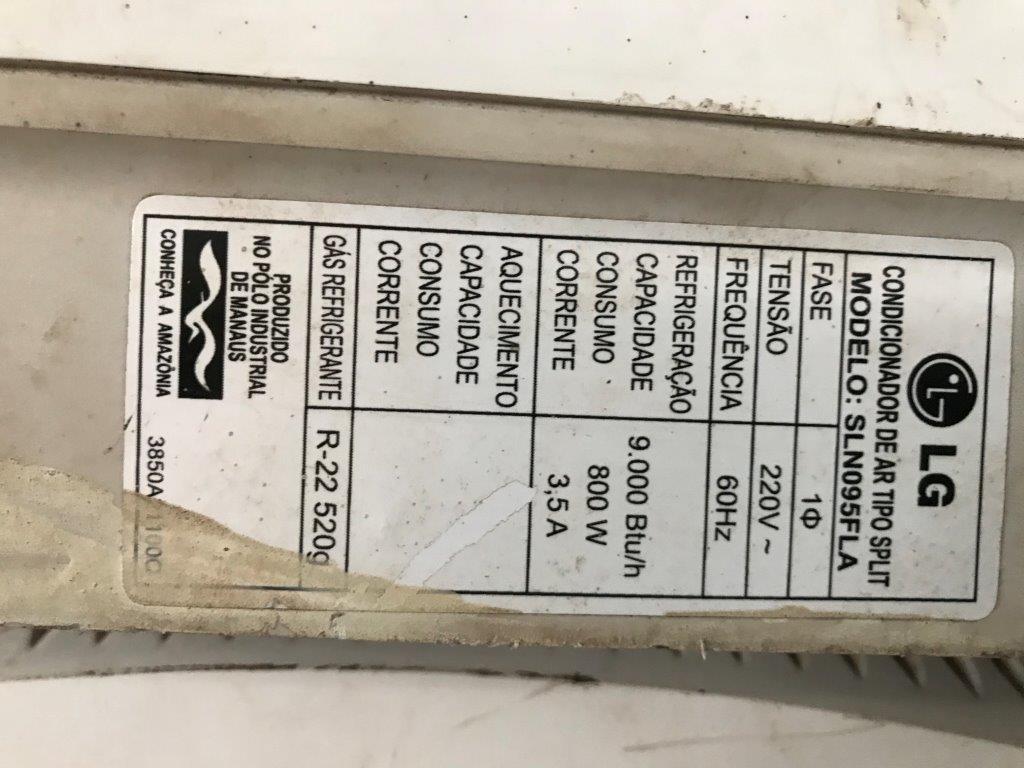 LG
CONDICIONADOR DE AR TIPO SPLIT
MODELO: SLN095FLA
FASE 1Φ
TENSÃO 220V ~
FREQUÊNCIA 60Hz
REFRIGERAÇÃO
CAPACIDADE 9.000 Btu/h
CONSUMO 800 W
CORRENTE 3,5 A
AQUECIMENTO
CAPACIDADE
CONSUMO
CORRENTE
GÁS REFRIGERANTE R-22 520g
PRODUZIDO
NO PÓLO INDUSTRIAL
DE MANAUS
CONHEÇA A AMAZÔNIA